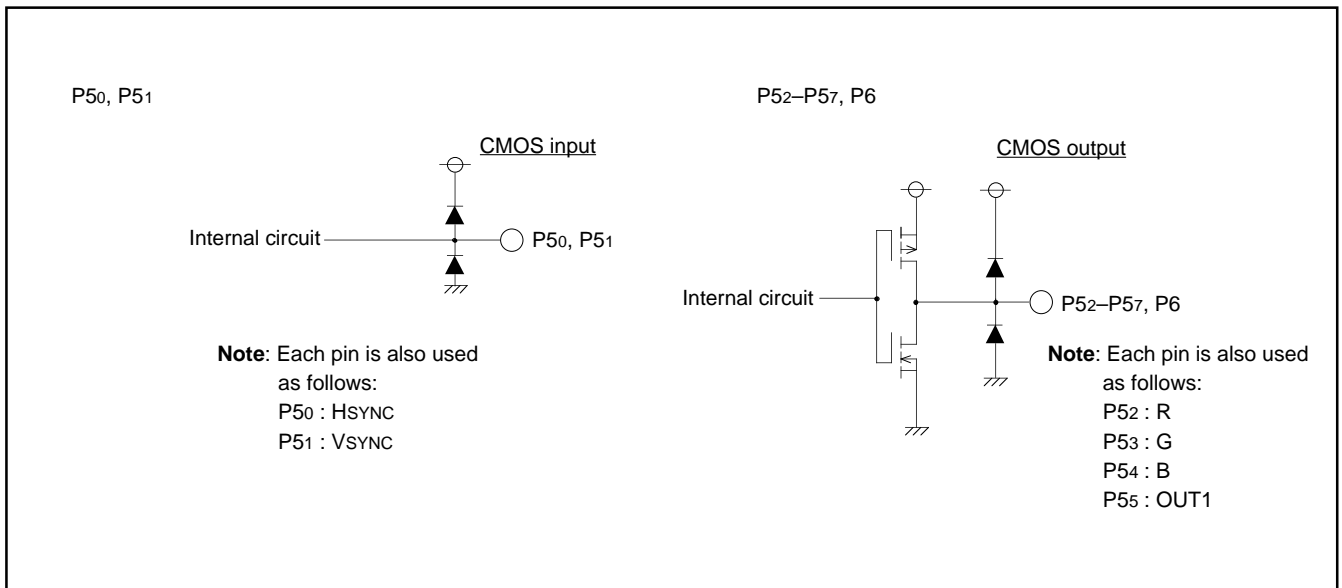 P50, P51
CMOS input
Internal circuit
P50, P51
Note: Each pin is also used
as follows:
P50 : HSYNC
P51 : VSYNC
P52–P57, P6
CMOS output
Internal circuit
P52–P57, P6
Note: Each pin is also used
as follows:
P52 : R
P53 : G
P54 : B
P55 : OUT1